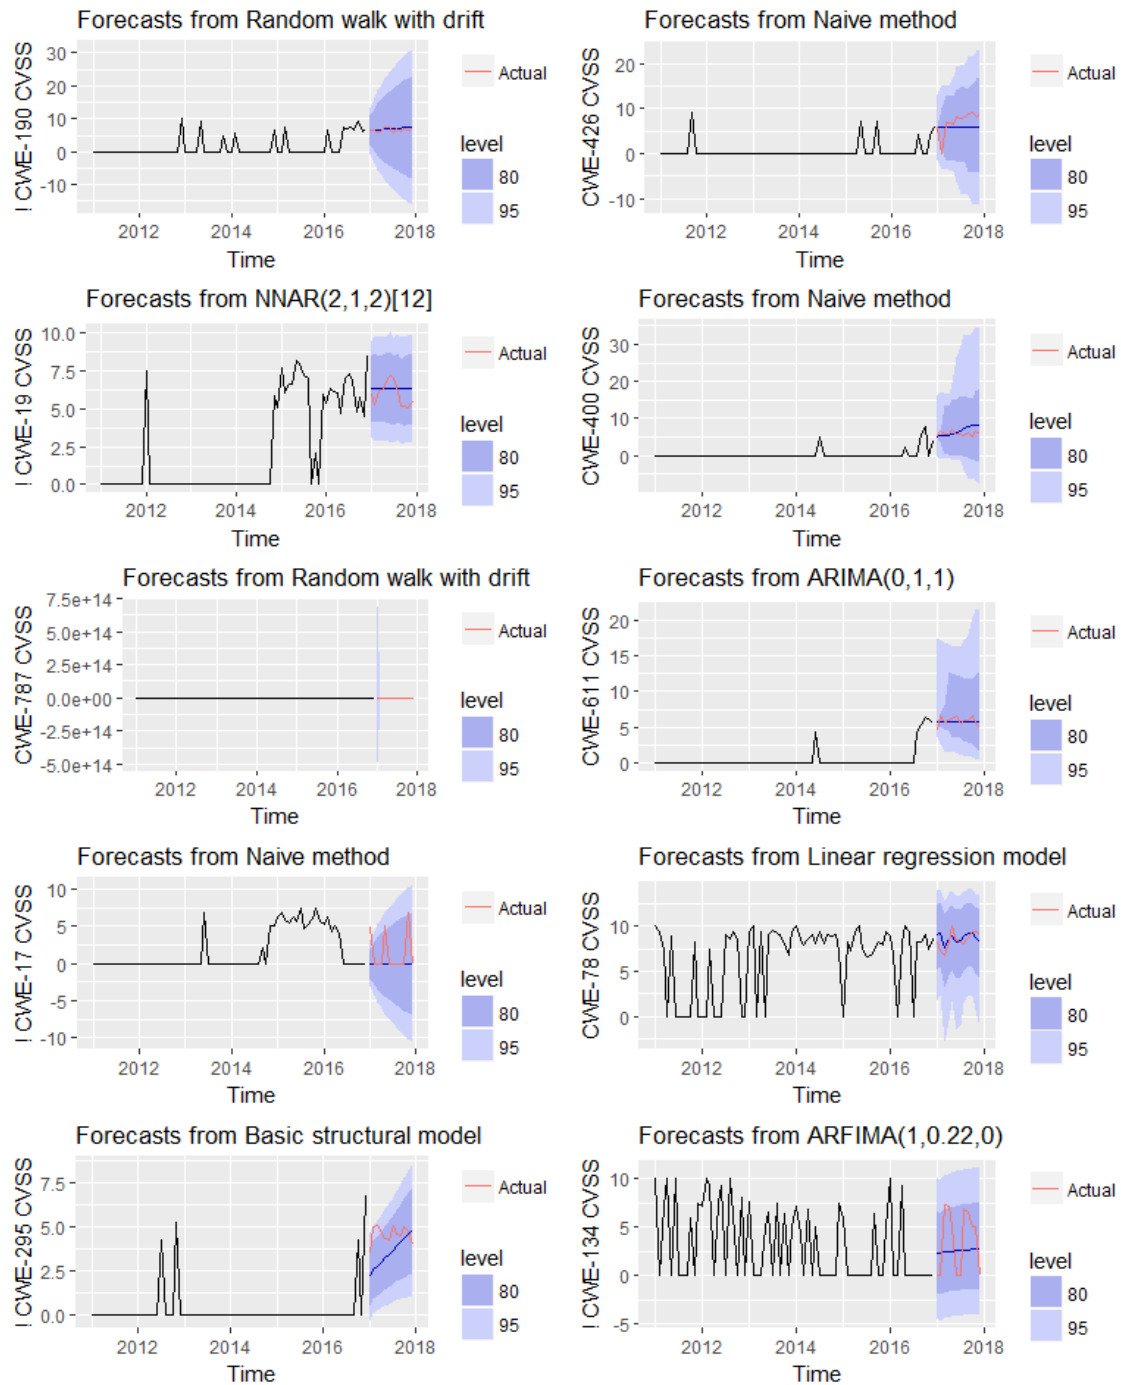 Forecasts from Random walk with drift
! CWE-190 CVSS
30
20
10
0
-10
2012 2014 2016 2018
Time
Actual
level
80
95
Forecasts from Naive method
CWE-426 CVSS
20
10
0
-10
2012 2014 2016 2018
Time
Actual
level
80
95
Forecasts from NNAR(2,1,2)[12]
! CWE-19 CVSS
10.0
7.5
5.0
2.5
0.0
2012 2014 2016 2018
Time
Actual
level
80
95
Forecasts from Naive method
CWE-400 CVSS
30
20
10
0
2012 2014 2016 2018
Time
Actual
level
80
95
Forecasts from Random walk with drift
CWE-787 CVSS
7.5e+14
5.0e+14
2.5e+14
0.0e+00
-2.5e+14
-5.0e+14
2012 2014 2016 2018
Time
Actual
level
80
95
Forecasts from ARIMA(0,1,1)
CWE-611 CVSS
20
15
10
5
0
2012 2014 2016 2018
Time
Actual
level
80
95
Forecasts from Naive method
! CWE-17 CVSS
10
5
0
-5
-10
2012 2014 2016 2018
Time
Actual
level
80
95
Forecasts from Linear regression model
CWE-78 CVSS
10
5
0
2012 2014 2016 2018
Time
Actual
level
80
95
Forecasts from Basic structural model
! CWE-295 CVSS
7.5
5.0
2.5
0.0
2012 2014 2016 2018
Time
Actual
level
80
95
Forecasts from ARFIMA(1,0.22,0)
! CWE-134 CVSS
10
5
0
-5
2012 2014 2016 2018
Time
Actual
level
80
95